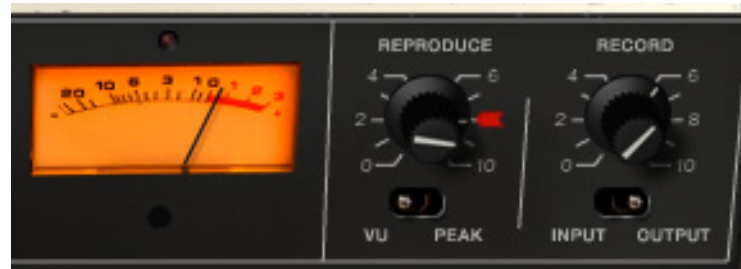 REPRODUCE
RECORD
20 10 6 3 1 0 1 2 3
- +
4 6
2
0 10
4 6
2 8
0 10
VU PEAK
INPUT OUTPUT